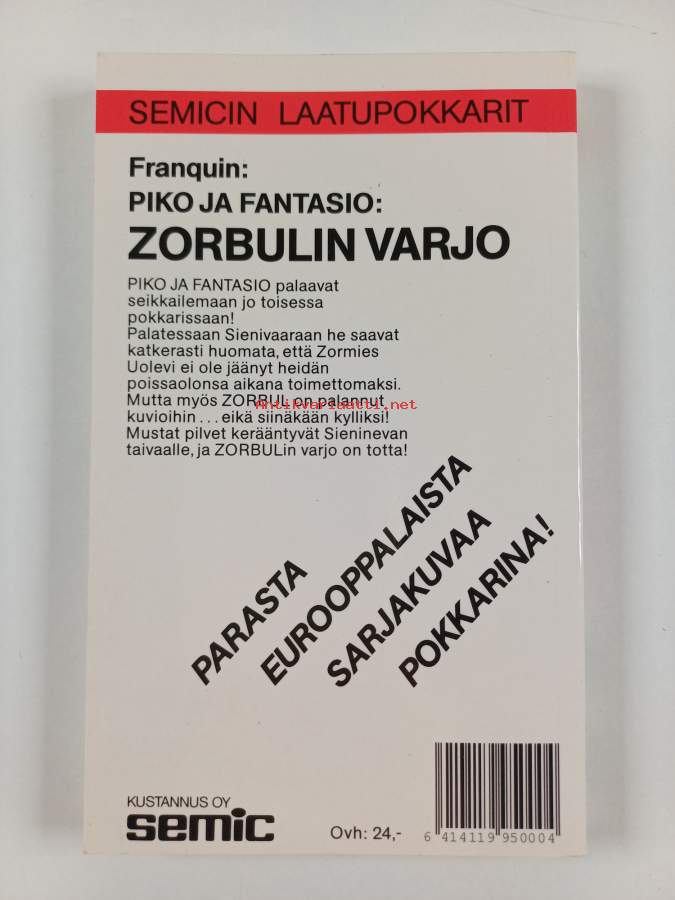 SEMICIN LAATUPOKKARIT
Franquin:
PIKO JA FANTASIO:
ZORBULIN VARJO
PIKO JA FANTASIO palaavat
seikkailemaan jo toisessa
pokkarissaan!
Palatessaan Sienivaaraan he saavat
katkerasti huomata, että Zormies
Uolevi ei ole jäänyt heidän
poissaolonsa aikana toimettomaksi.
Mutta myös ZORBUL on palannut
kuvioihin...eikä siinäkään kylliksi!
Mustat pilvet kerääntyvät Sieninevan
taivaalle, ja ZORBULin varjo on totta!
Antikvariaatti.net
PARASTA
EUROOPPALAISTA
SARJAKUVAA
POKKARINA!
KUSTANNUS OY
semic
Ovh: 24,-
6 414119 950004